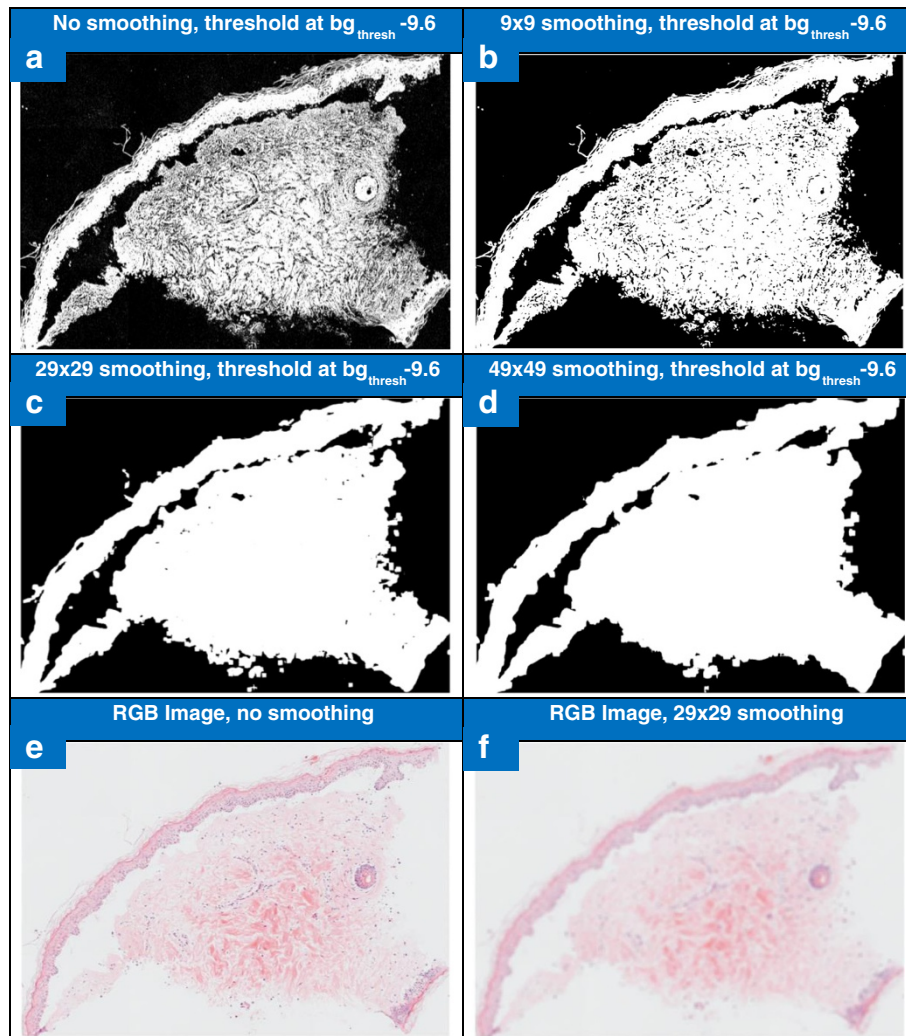 No smoothing, threshold at bgthresh-9.6
a
9x9 smoothing, threshold at bgthresh-9.6
b
29x29 smoothing, threshold at bgthresh-9.6
c
49x49 smoothing, threshold at bgthresh-9.6
d
RGB Image, no smoothing
e
RGB Image, 29x29 smoothing
f